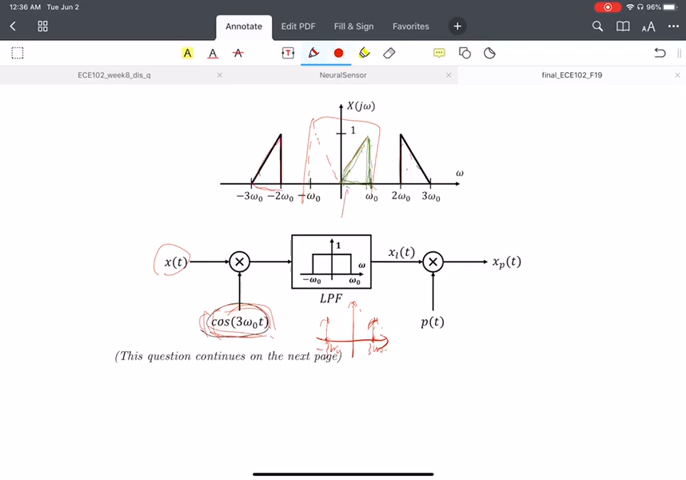 12:36 AM Tue Jun 2
96%
Annotate Edit PDF Fill & Sign Favorites
ECE102_week8_dis_q NeuralSensor final_ECE102_F19
X(jω)
1
ω
−3ω₀ −2ω₀ −ω₀ ω₀ 2ω₀ 3ω₀
x(t) 1 ω −ω₀ ω₀ xₗ(t) xₚ(t)
LPF
cos(3ω₀t) p(t)
(This question continues on the next page)